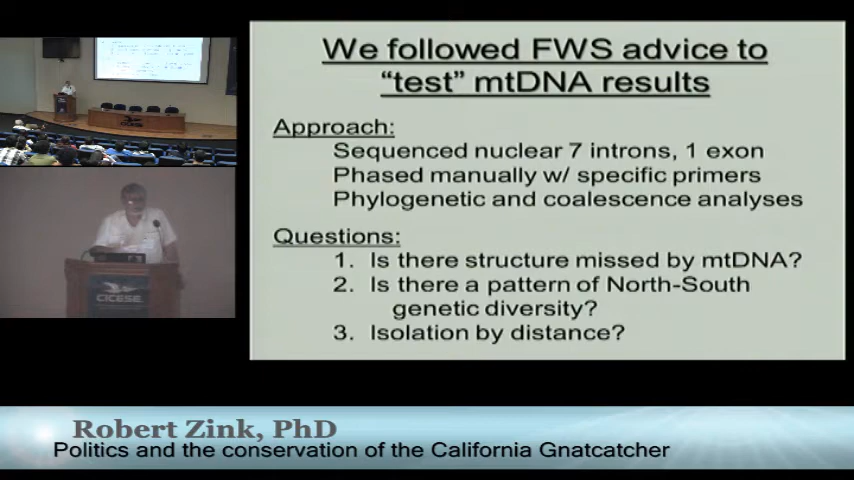 We followed FWS advice to
“test” mtDNA results
Approach:
Sequenced nuclear 7 introns, 1 exon
Phased manually w/ specific primers
Phylogenetic and coalescence analyses
Questions:
1. Is there structure missed by mtDNA?
2. Is there a pattern of North-South
genetic diversity?
3. Isolation by distance?
CICESE
Robert Zink, PhD
Politics and the conservation of the California Gnatcatcher